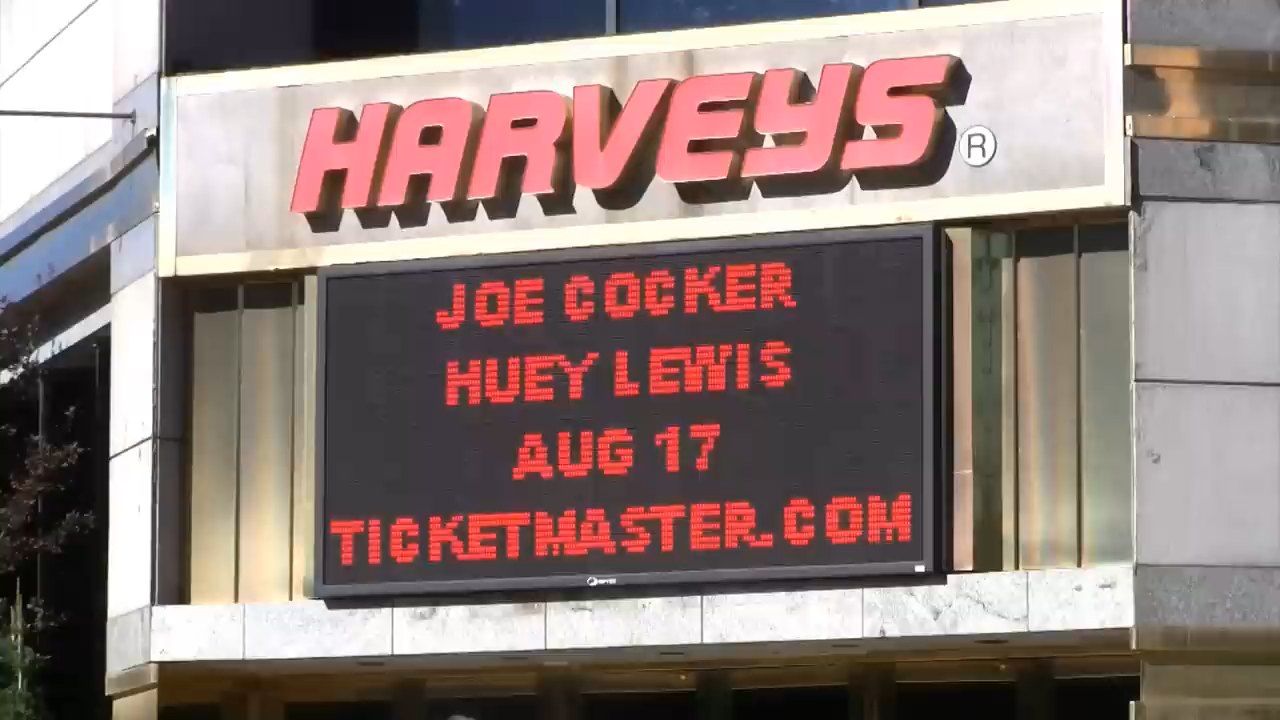 HARVEYS®
JOE COCKER
HUEY LEWIS
AUG 17
TICKETMASTER.COM